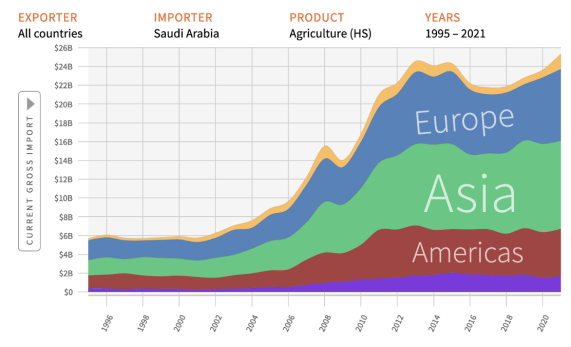 EXPORTER IMPORTER PRODUCT YEARS
All countries Saudi Arabia Agriculture (HS) 1995 – 2021
$26B
$24B
$22B
$20B
$18B
$16B
$14B
$12B
$10B
$8B
$6B
$4B
$2B
$0
CURRENT GROSS IMPORT
Europe
Asia
Americas
1996 1998 2000 2002 2004 2006 2008 2010 2012 2014 2016 2018 2020